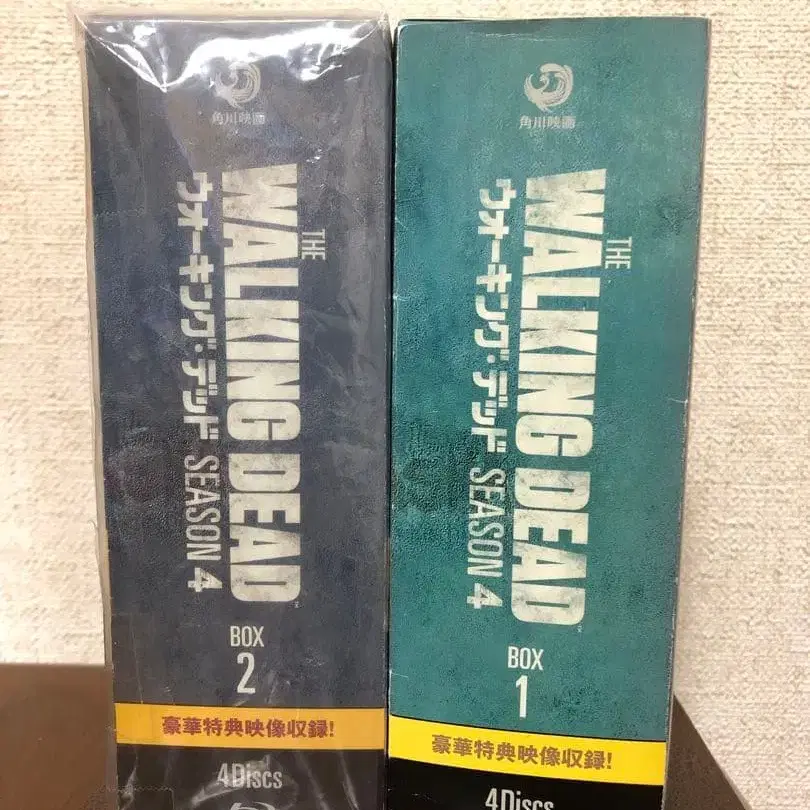 角川映画
THE
WALKING DEAD
ウォーキング・デッド SEASON 4
BOX
2
豪華特典映像収録!
4Discs
角川映画
THE
WALKING DEAD
ウォーキング・デッド SEASON 4
BOX
1
豪華特典映像収録!
4Discs